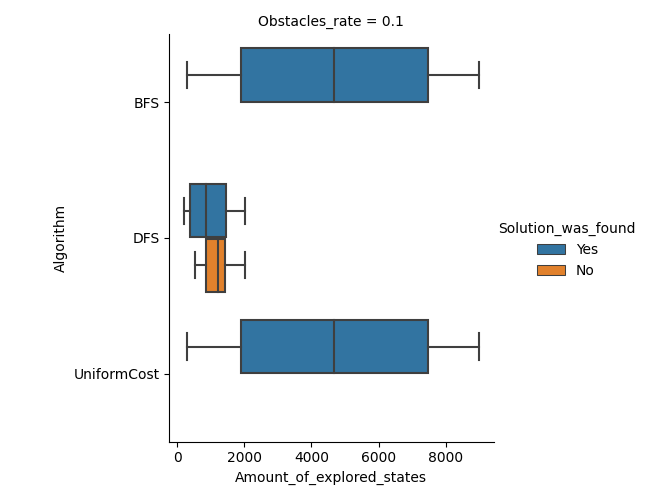 Obstacles_rate = 0.1
BFS
DFS
UniformCost
Algorithm
0 2000 4000 6000 8000
Amount_of_explored_states
Solution_was_found
Yes
No